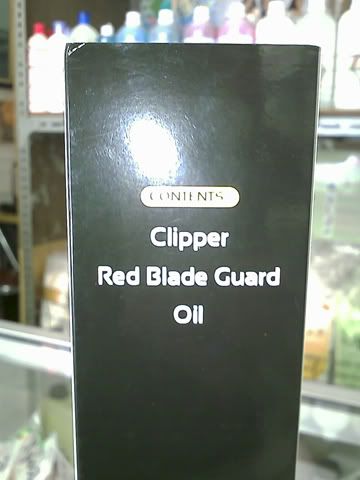 CONTENTS
Clipper
Red Blade Guard
Oil